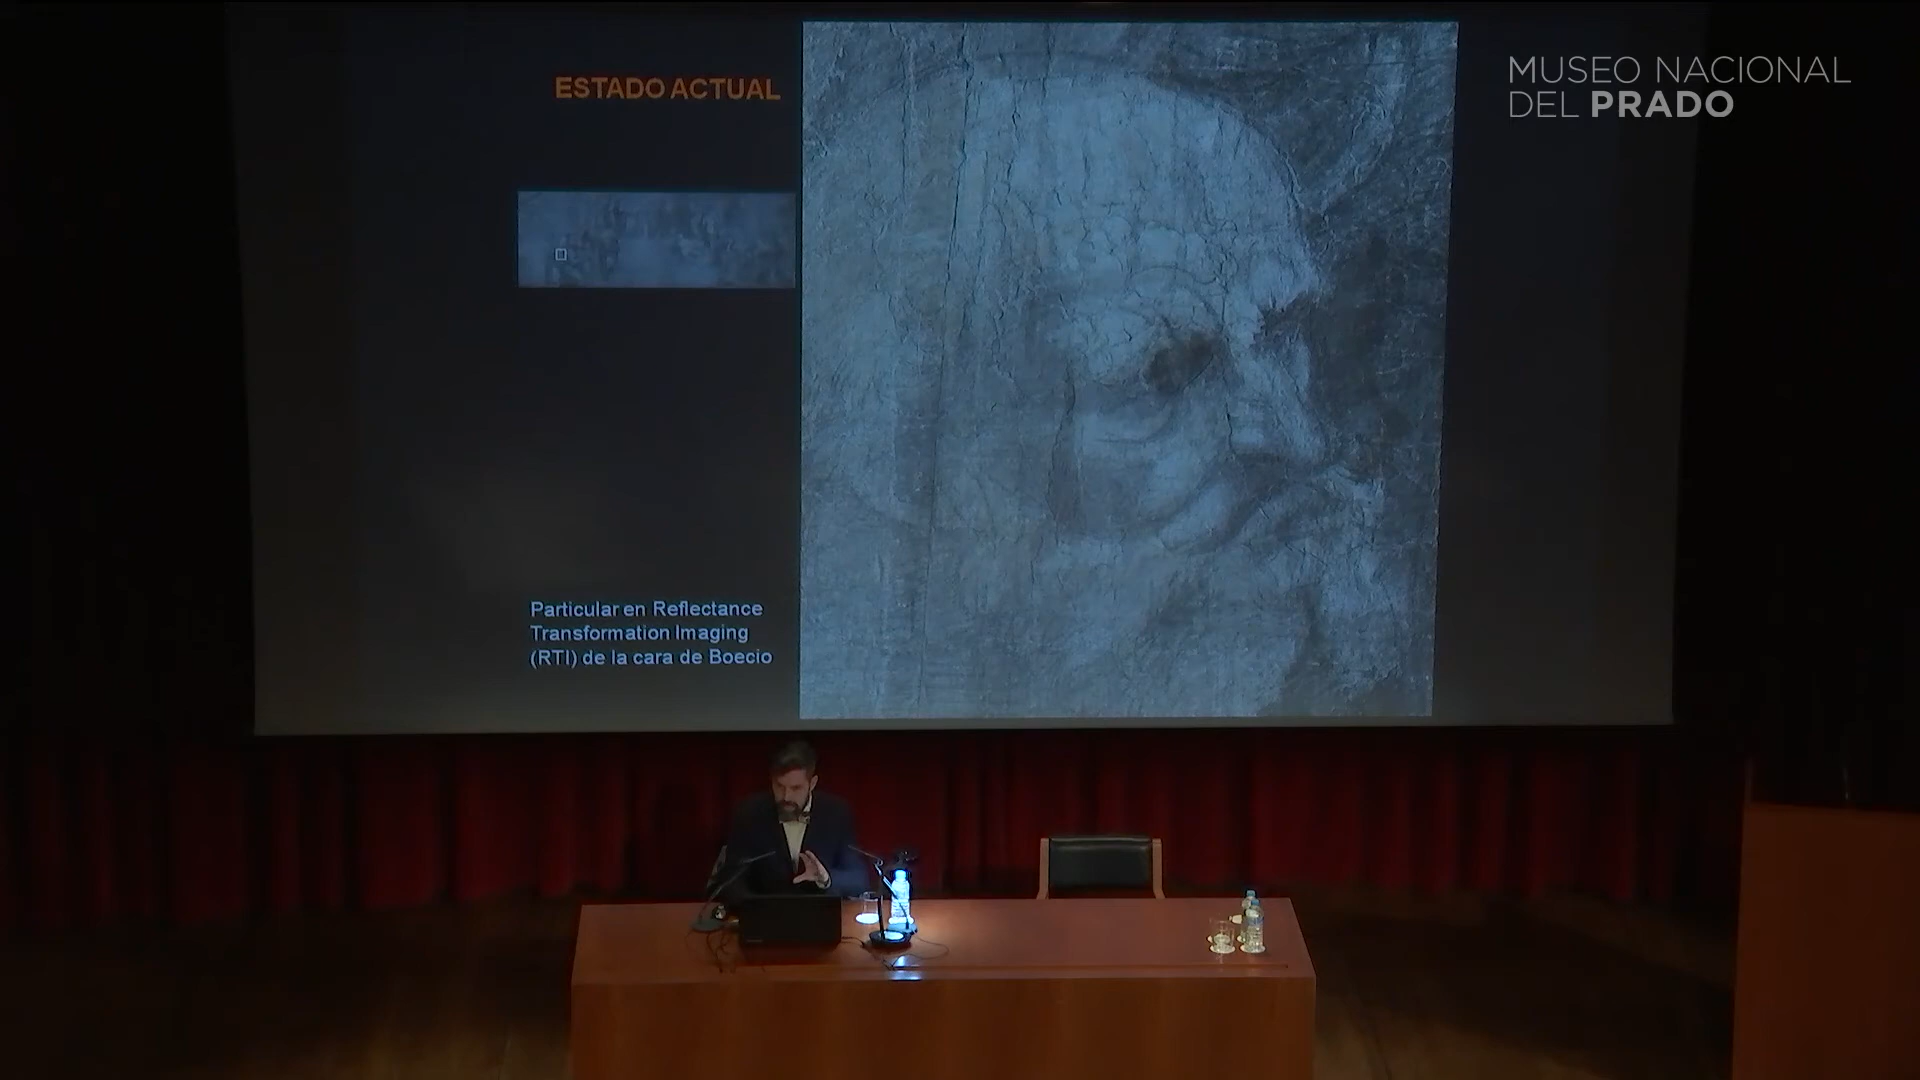 ESTADO ACTUAL
Particular en Reflectance
Transformation Imaging
(RTI) de la cara de Boecio
MUSEO NACIONAL
DEL PRADO